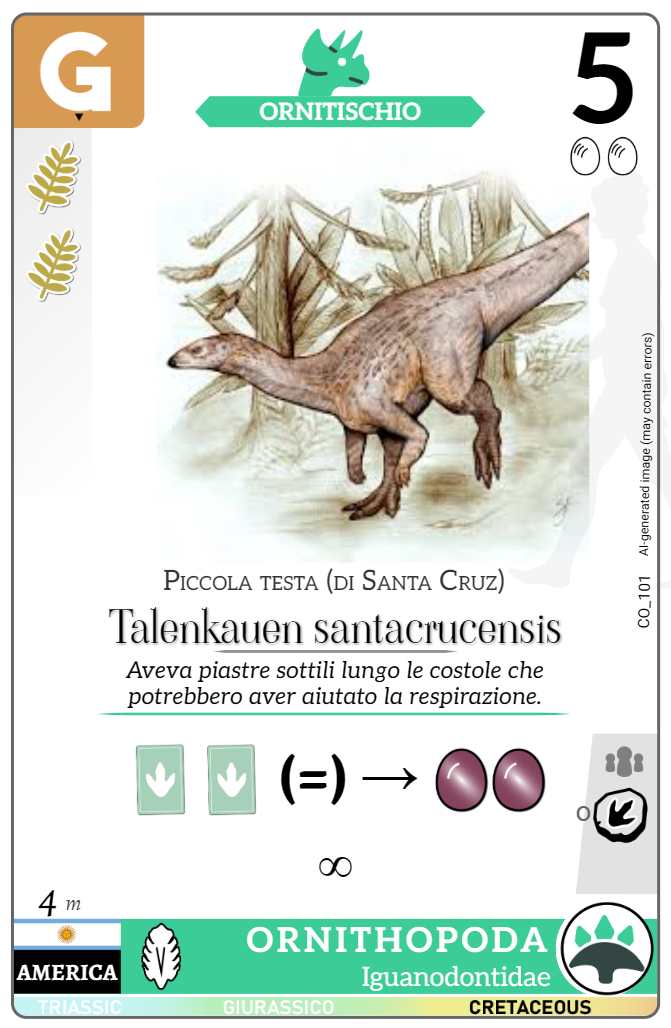 G
ORNITISCHIO
5
AI-generated image (may contain errors)
CO_101
PICCOLA TESTA (DI SANTA CRUZ)
Talenkauen santacrucensis
Aveva piastre sottili lungo le costole che
potrebbero aver aiutato la respirazione.
(=) →
O
∞
4 m
AMERICA
ORNITHOPODA
Iguanodontidae
TRIASSIC GIURASSICO CRETACEOUS